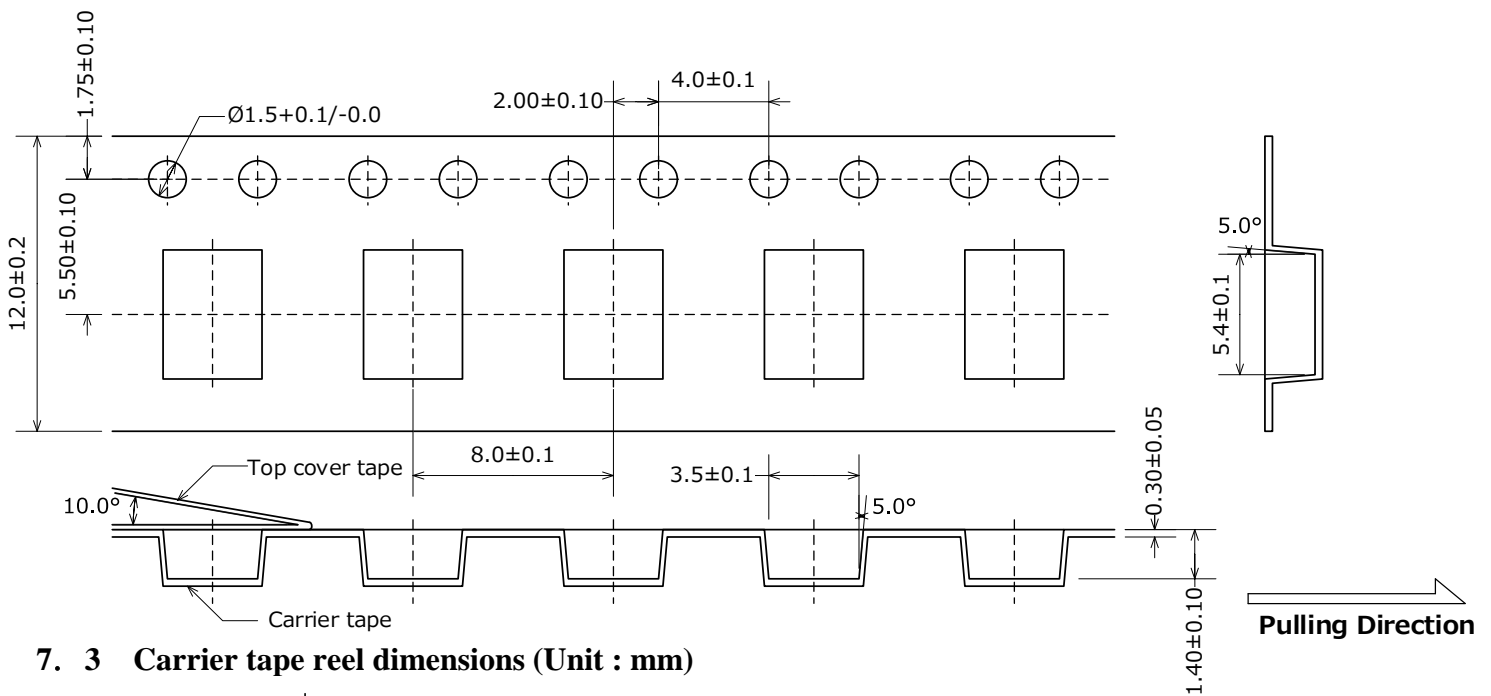 1.75±0.10
Ø1.5+0.1/-0.0
2.00±0.10
4.0±0.1
12.0±0.2
5.50±0.10
5.0°
5.4±0.1
8.0±0.1
3.5±0.1
0.30±0.05
Top cover tape
10.0°
5.0°
Carrier tape
1.40±0.10
Pulling Direction
7. 3 Carrier tape reel dimensions (Unit : mm)